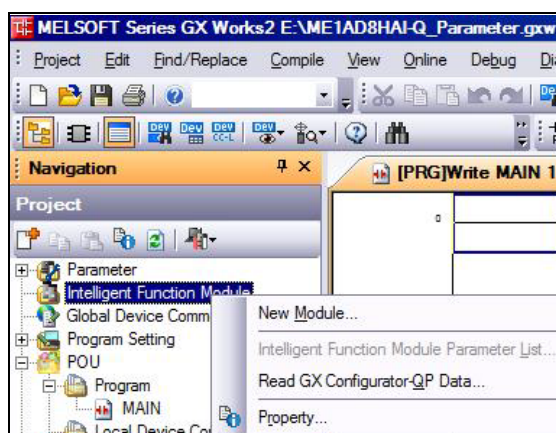 MELSOFT Series GX Works2 E:\ME1AD8HAI-Q_Parameter.gxw
Project Edit Find/Replace Compile View Online Debug Di
Navigation
[PRG]Write MAIN 1
Project
0
Parameter
Intelligent Function Module
Global Device Comm
New Module...
Program Setting
Intelligent Function Module Parameter List...
POU
Read GX Configurator-QP Data...
Program
MAIN
Property...
Local Device Co